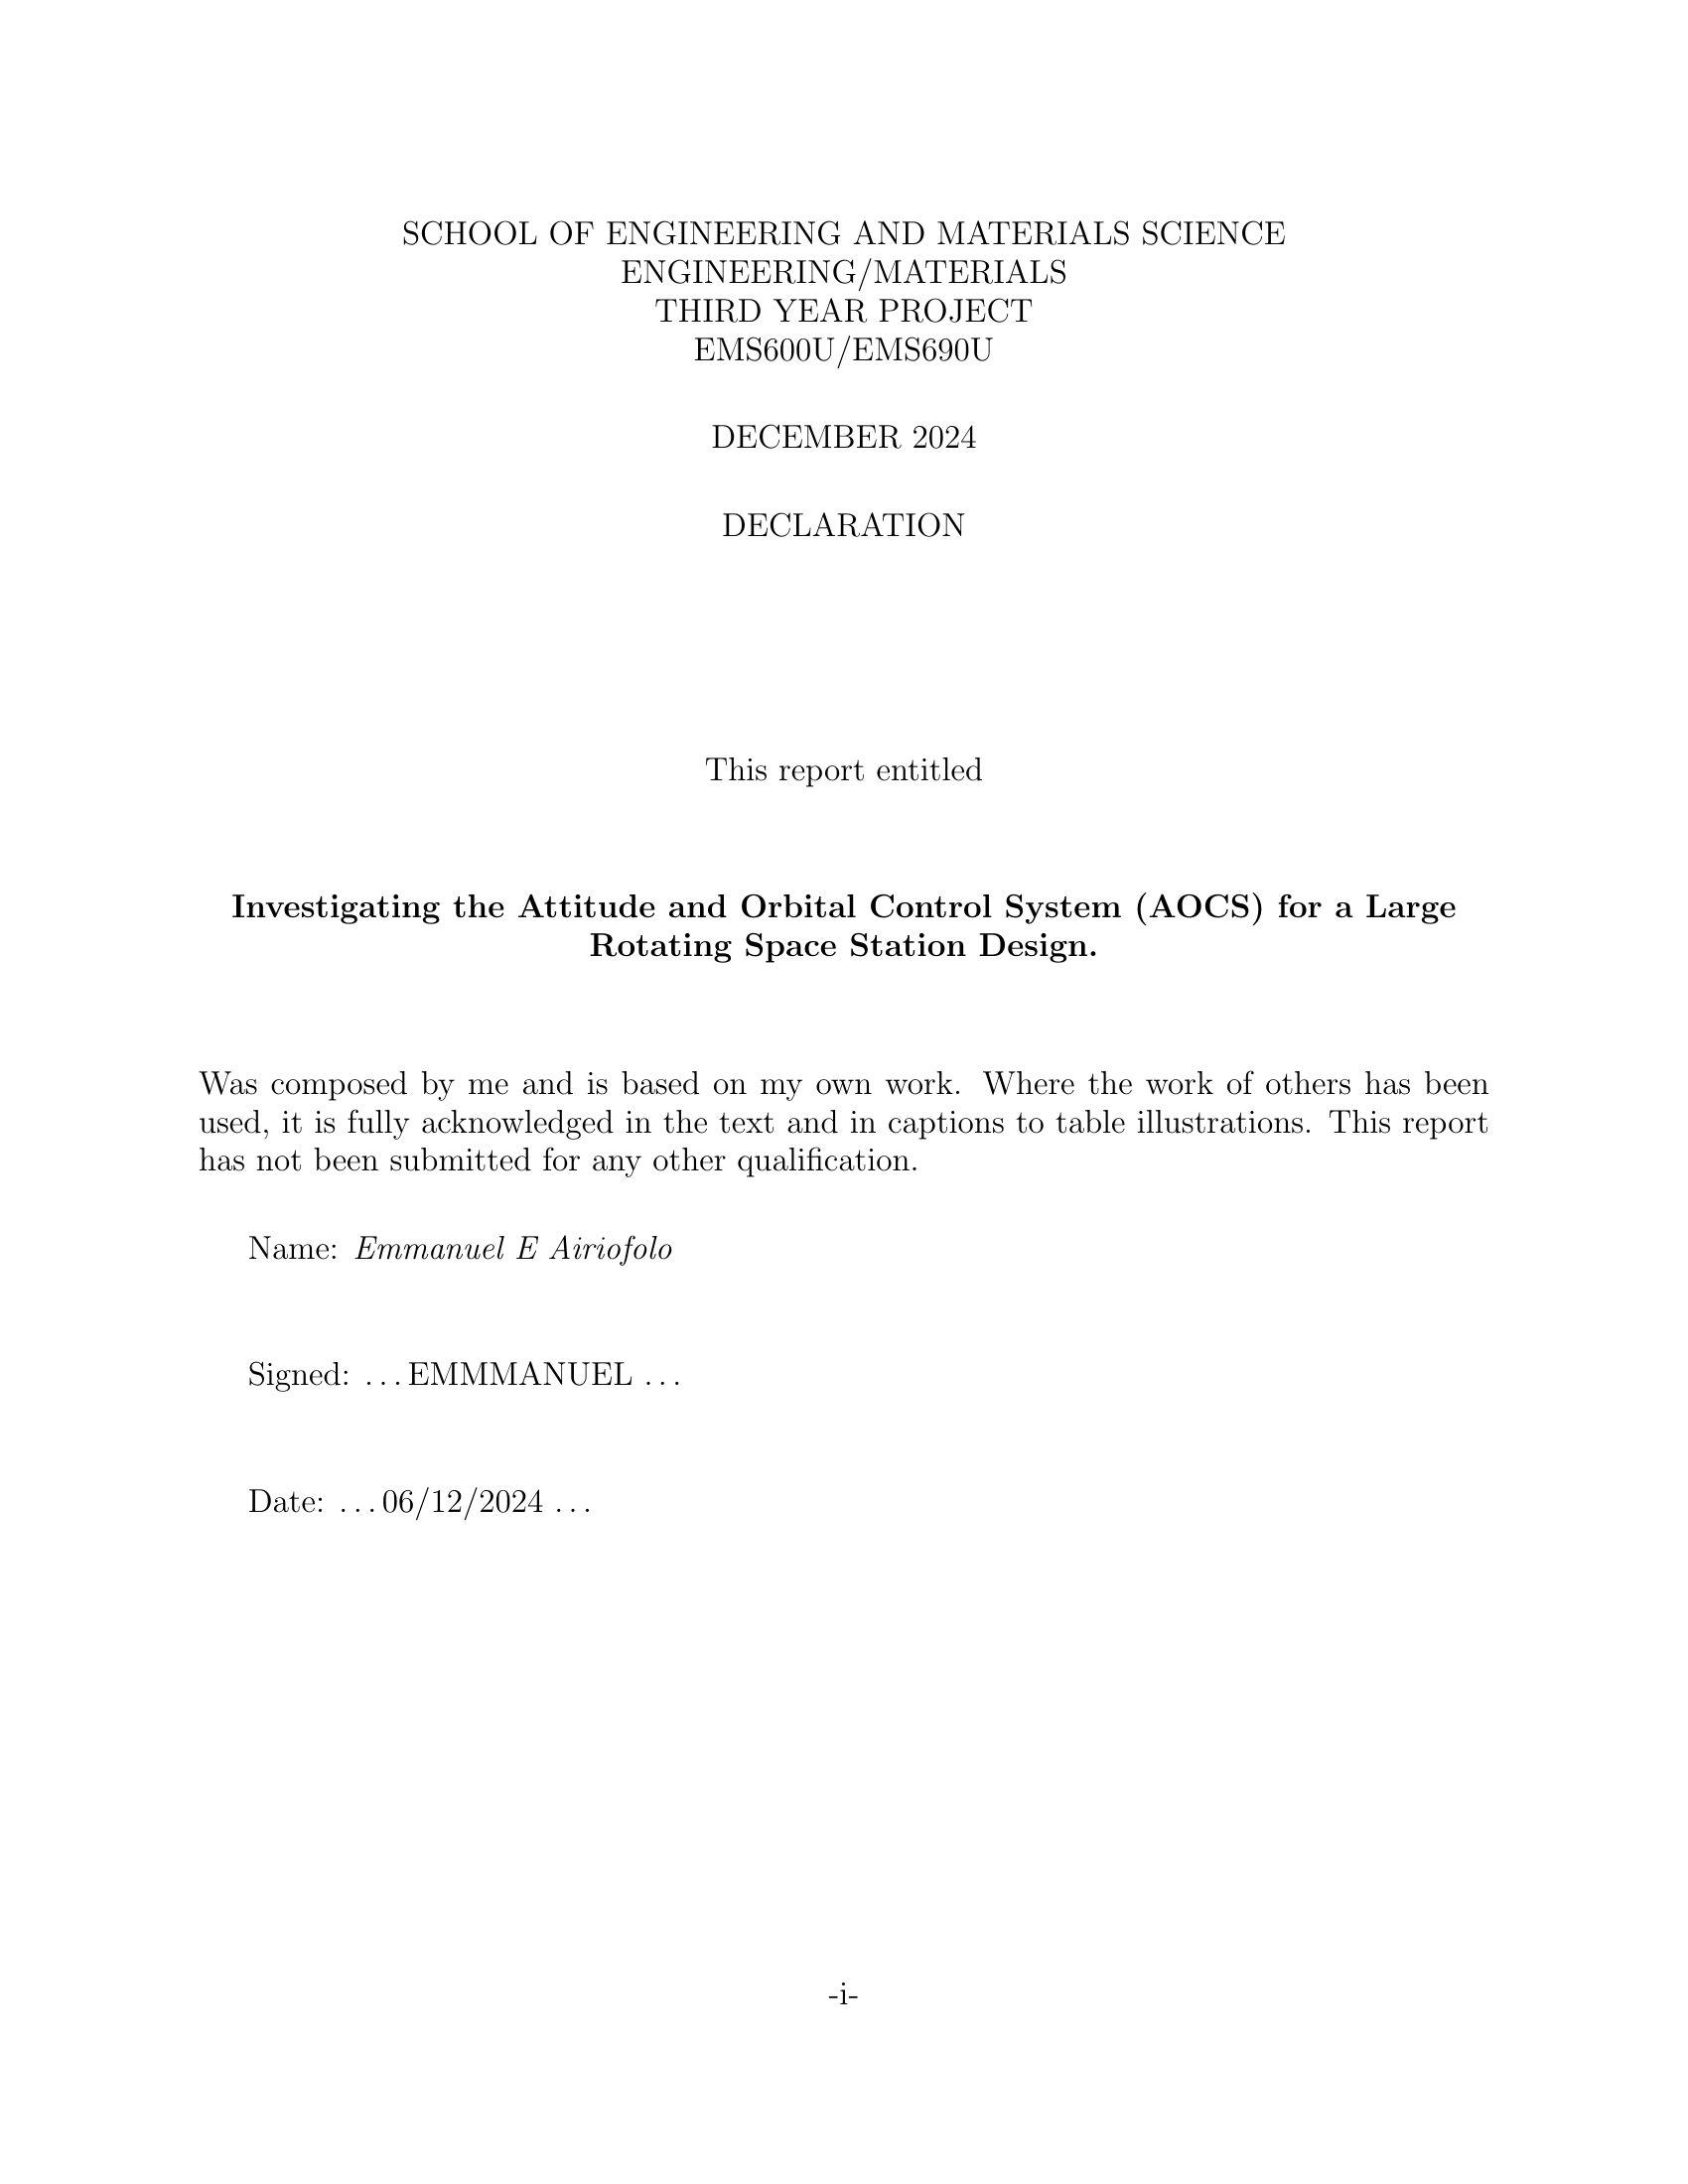 SCHOOL OF ENGINEERING AND MATERIALS SCIENCE
ENGINEERING/MATERIALS
THIRD YEAR PROJECT
EMS600U/EMS690U
DECEMBER 2024
DECLARATION
This report entitled
Investigating the Attitude and Orbital Control System (AOCS) for a Large
Rotating Space Station Design.
Was composed by me and is based on my own work. Where the work of others has been
used, it is fully acknowledged in the text and in captions to table illustrations. This report
has not been submitted for any other qualification.
Name: Emmanuel E Airiofolo
Signed: ...EMMMANUEL ...
Date: ...06/12/2024 ...
-i-